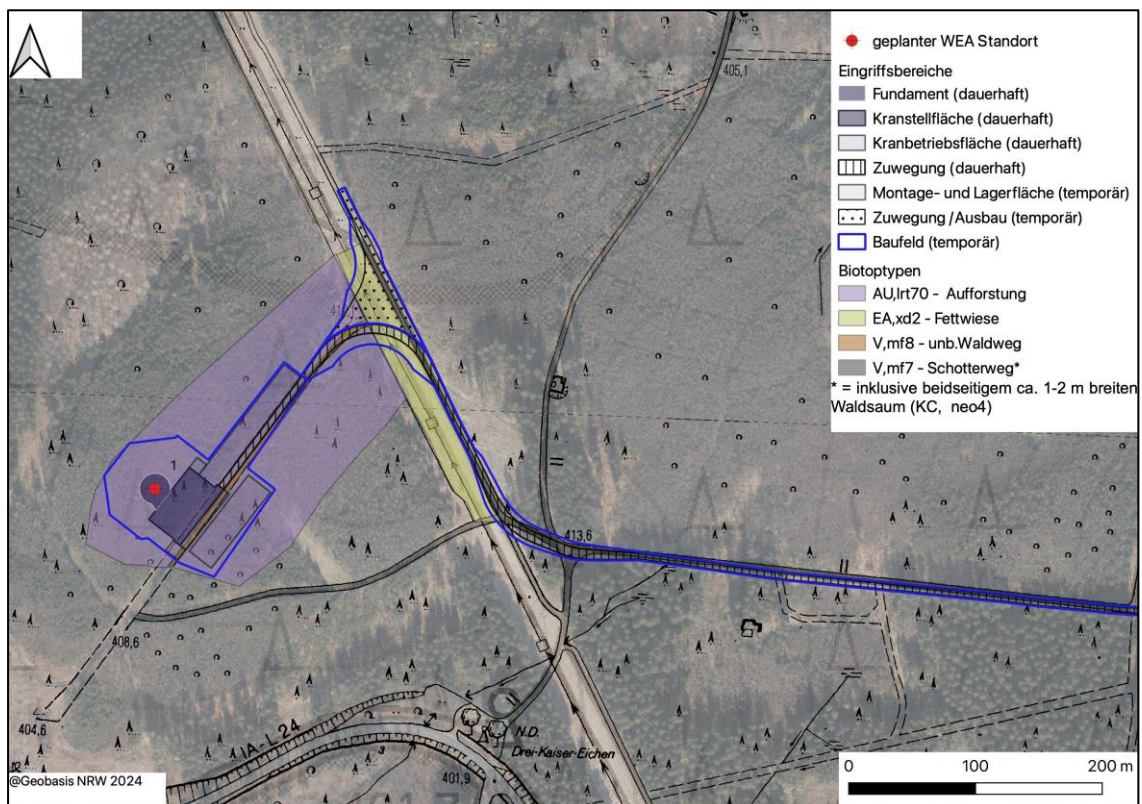 geplanter WEA Standort
Eingriffsbereiche
Fundament (dauerhaft)
Kranstellfläche (dauerhaft)
Kranbetriebsfläche (dauerhaft)
Zuwegung (dauerhaft)
Montage- und Lagerfläche (temporär)
Zuwegung /Ausbau (temporär)
Baufeld (temporär)
Biotoptypen
AU,lrt70 - Aufforstung
EA,xd2 - Fettwiese
V,mf8 - unb.Waldweg
V,mf7 - Schotterweg*
* = inklusive beidseitigem ca. 1-2 m breiten
Waldsaum (KC, neo4)
405,1
1
413,6
408,6
404,6
IA-L 24
N.D.
Drei-Kaiser-Eichen
401,9
@Geobasis NRW 2024
0 100 200 m